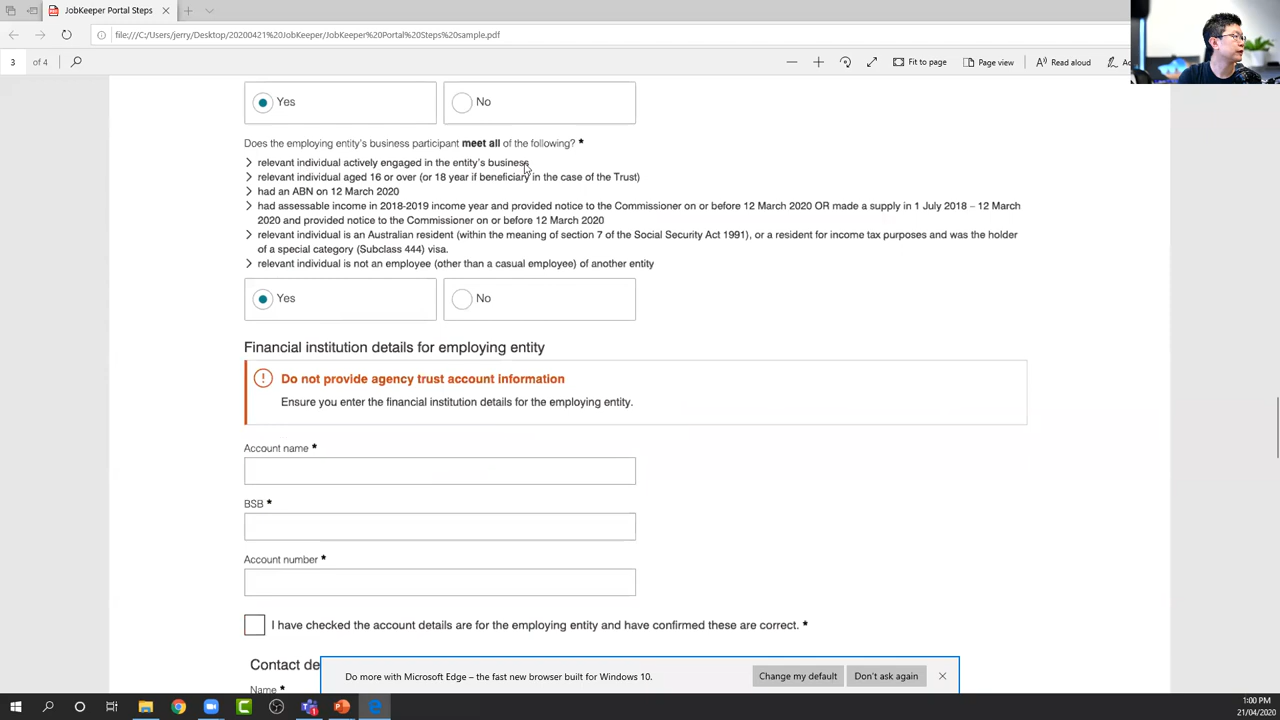 JobKeeper Portal Steps
file:///C:/Users/jerry/Desktop/20200421%20JobKeeper/JobKeeper%20Portal%20Steps%20sample.pdf
3 of 4
Fit to page
Page view
Read aloud
Yes
No
Does the employing entity's business participant meet all of the following? *
relevant individual actively engaged in the entity's business
relevant individual aged 16 or over (or 18 year if beneficiary in the case of the Trust)
had an ABN on 12 March 2020
had assessable income in 2018-2019 income year and provided notice to the Commissioner on or before 12 March 2020 OR made a supply in 1 July 2018 – 12 March
2020 and provided notice to the Commissioner on or before 12 March 2020
relevant individual is an Australian resident (within the meaning of section 7 of the Social Security Act 1991), or a resident for income tax purposes and was the holder
of a special category (Subclass 444) visa.
relevant individual is not an employee (other than a casual employee) of another entity
Yes
No
Financial institution details for employing entity
Do not provide agency trust account information
Ensure you enter the financial institution details for the employing entity.
Account name *
BSB *
Account number *
I have checked the account details are for the employing entity and have confirmed these are correct. *
Contact de
Do more with Microsoft Edge – the fast new browser built for Windows 10.
Change my default
Don't ask again
Name *
1:00 PM
21/04/2020